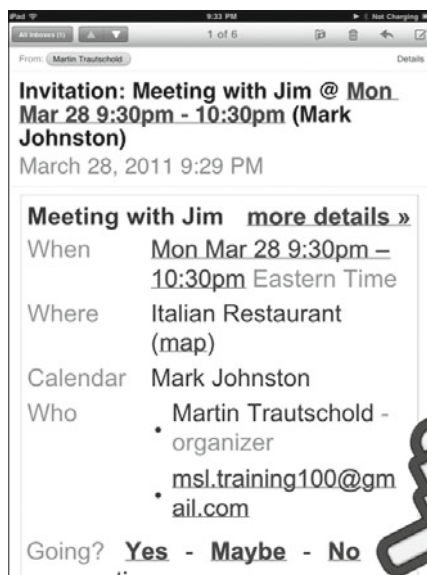 iPad 9:33 PM Not Charging
All Inboxes (1) 1 of 6
From: Martin Trautschold Details
Invitation: Meeting with Jim @ Mon
Mar 28 9:30pm - 10:30pm (Mark
Johnston)
March 28, 2011 9:29 PM
Meeting with Jim more details »
When Mon Mar 28 9:30pm –
10:30pm Eastern Time
Where Italian Restaurant
(map)
Calendar Mark Johnston
Who • Martin Trautschold -
organizer
• msl.training100@gm
ail.com
Going? Yes - Maybe - No